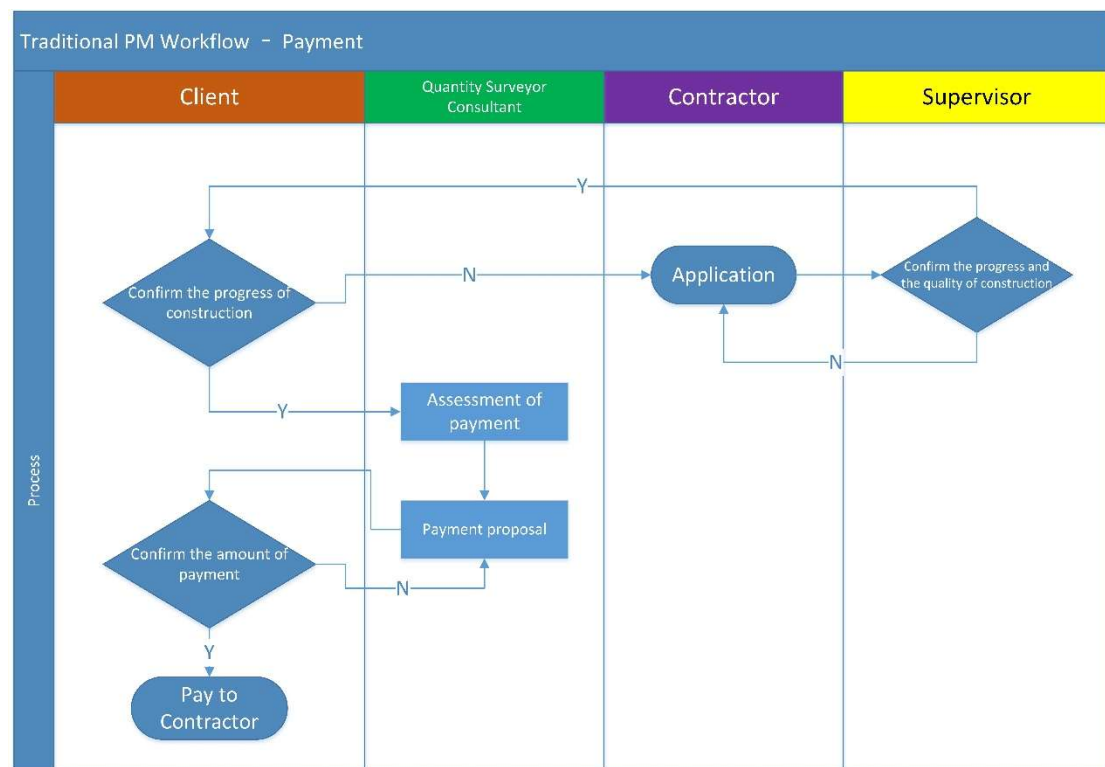 Traditional PM Workflow － Payment
Client
Quantity Surveyor
Consultant
Contractor
Supervisor
Process
Y
Confirm the progress of
construction
N
Application
Confirm the progress and
the quality of construction
N
Y
Assessment of
payment
Payment proposal
Confirm the amount of
payment
N
Y
Pay to
Contractor